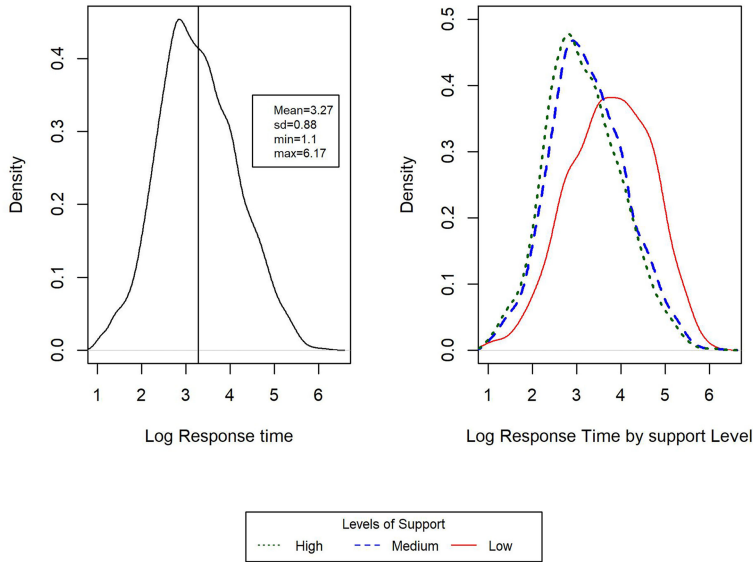 0.0 0.1 0.2 0.3 0.4
Density
Mean=3.27
sd=0.88
min=1.1
max=6.17
1 2 3 4 5 6
Log Response time
0.0 0.1 0.2 0.3 0.4 0.5
Density
1 2 3 4 5 6
Log Response Time by support Level
Levels of Support
High Medium Low